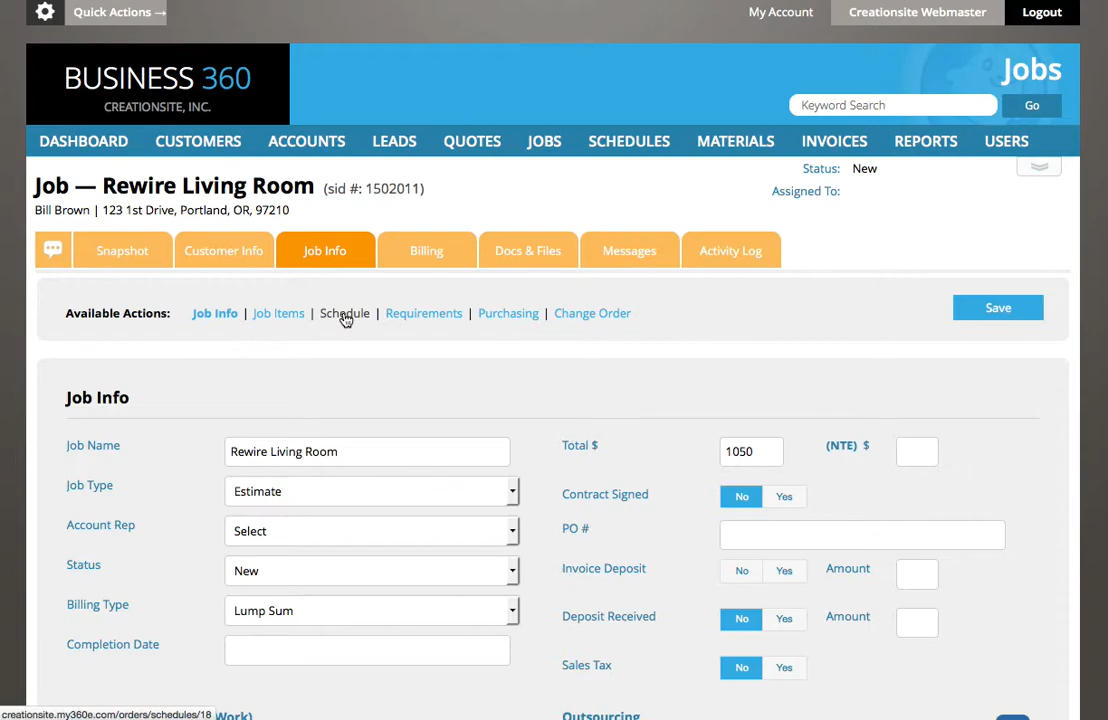 Quick Actions →
My Account
Creationsite Webmaster
Logout
BUSINESS 360
CREATIONSITE, INC.
Jobs
Keyword Search
Go
DASHBOARD CUSTOMERS ACCOUNTS LEADS QUOTES JOBS SCHEDULES MATERIALS INVOICES REPORTS USERS
Job — Rewire Living Room (sid #: 1502011)
Bill Brown | 123 1st Drive, Portland, OR, 97210
Status: New
Assigned To:
Snapshot Customer Info Job Info Billing Docs & Files Messages Activity Log
Available Actions: Job Info | Job Items | Schedule | Requirements | Purchasing | Change Order
Save
Job Info
Job Name Rewire Living Room
Job Type Estimate
Account Rep Select
Status New
Billing Type Lump Sum
Completion Date
Total $ 1050 (NTE) $
Contract Signed No Yes
PO #
Invoice Deposit No Yes Amount
Deposit Received No Yes Amount
Sales Tax No Yes
creationsite.my360e.com/orders/schedules/18
Work)
Outsourcing